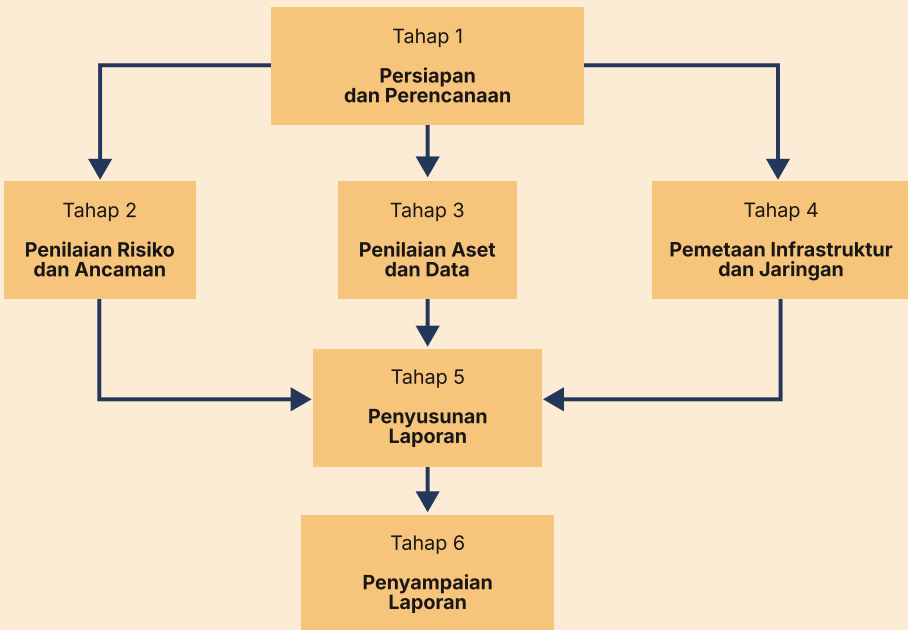 Tahap 1
Persiapan
dan Perencanaan
Tahap 2
Penilaian Risiko
dan Ancaman
Tahap 3
Penilaian Aset
dan Data
Tahap 4
Pemetaan Infrastruktur
dan Jaringan
Tahap 5
Penyusunan
Laporan
Tahap 6
Penyampaian
Laporan